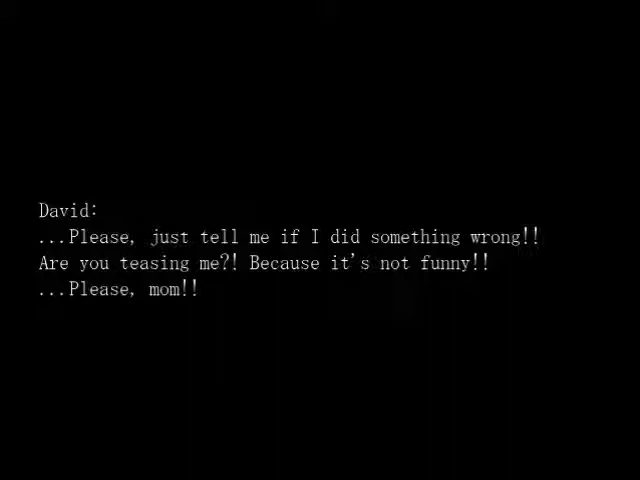 David:
...Please, just tell me if I did something wrong!!
Are you teasing me?! Because it's not funny!!
...Please, mom!!